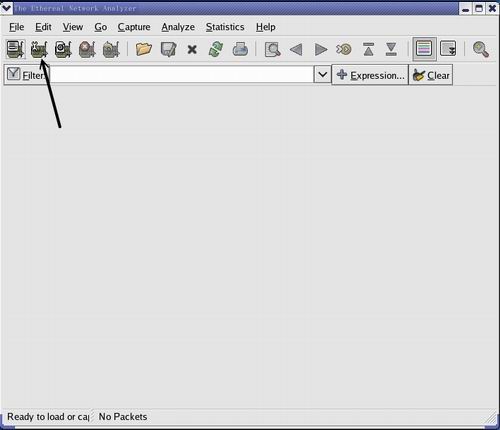 The Ethereal Network Analyzer
File Edit View Go Capture Analyze Statistics Help
Filter: Expression... Clear
Ready to load or ca No Packets